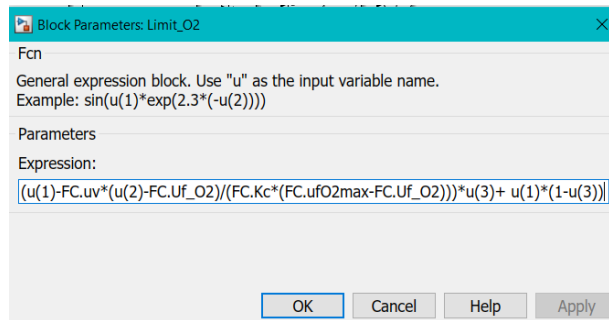 Block Parameters: Limit_O2
Fcn
General expression block. Use "u" as the input variable name.
Example: sin(u(1)*exp(2.3*(-u(2))))
Parameters
Expression:
(u(1)-FC.uv*(u(2)-FC.Uf_O2)/(FC.Kc*(FC.ufO2max-FC.Uf_O2)))*u(3)+ u(1)*(1-u(3))
OK Cancel Help Apply